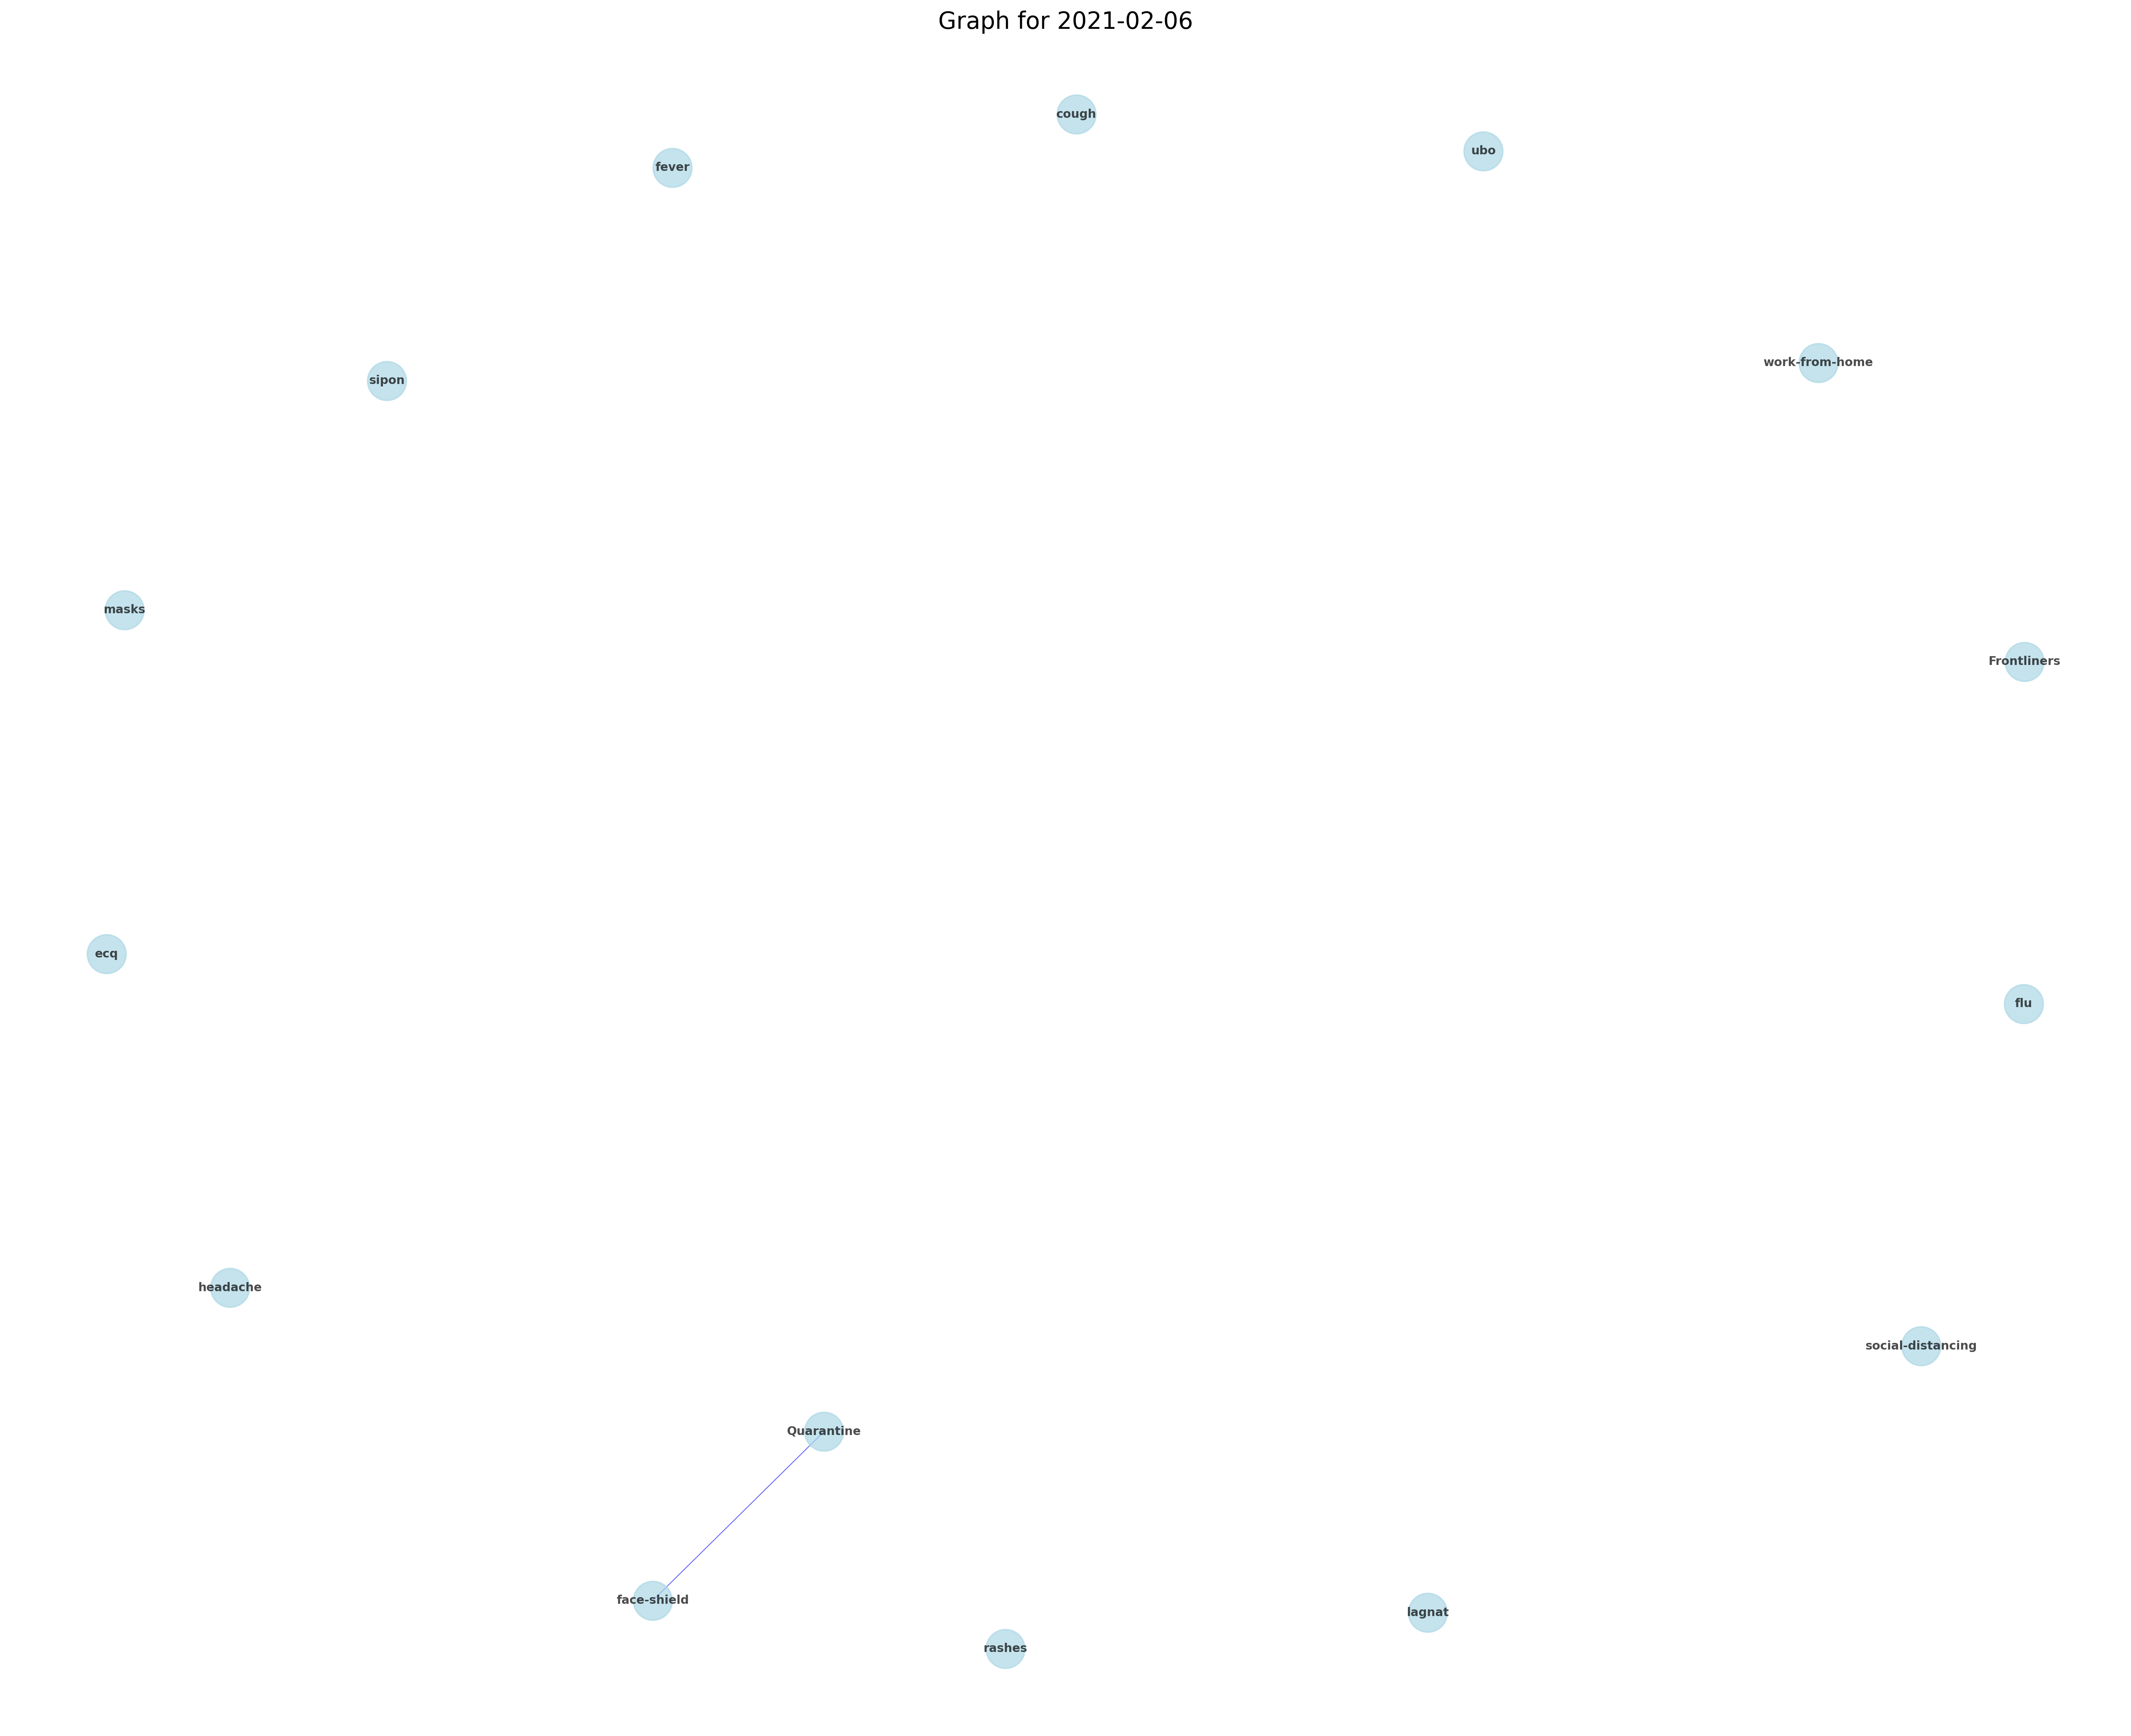 Graph for 2021-02-06
cough
ubo
fever
work-from-home
sipon
masks
Frontliners
ecq
flu
headache
social-distancing
Quarantine
face-shield
lagnat
rashes